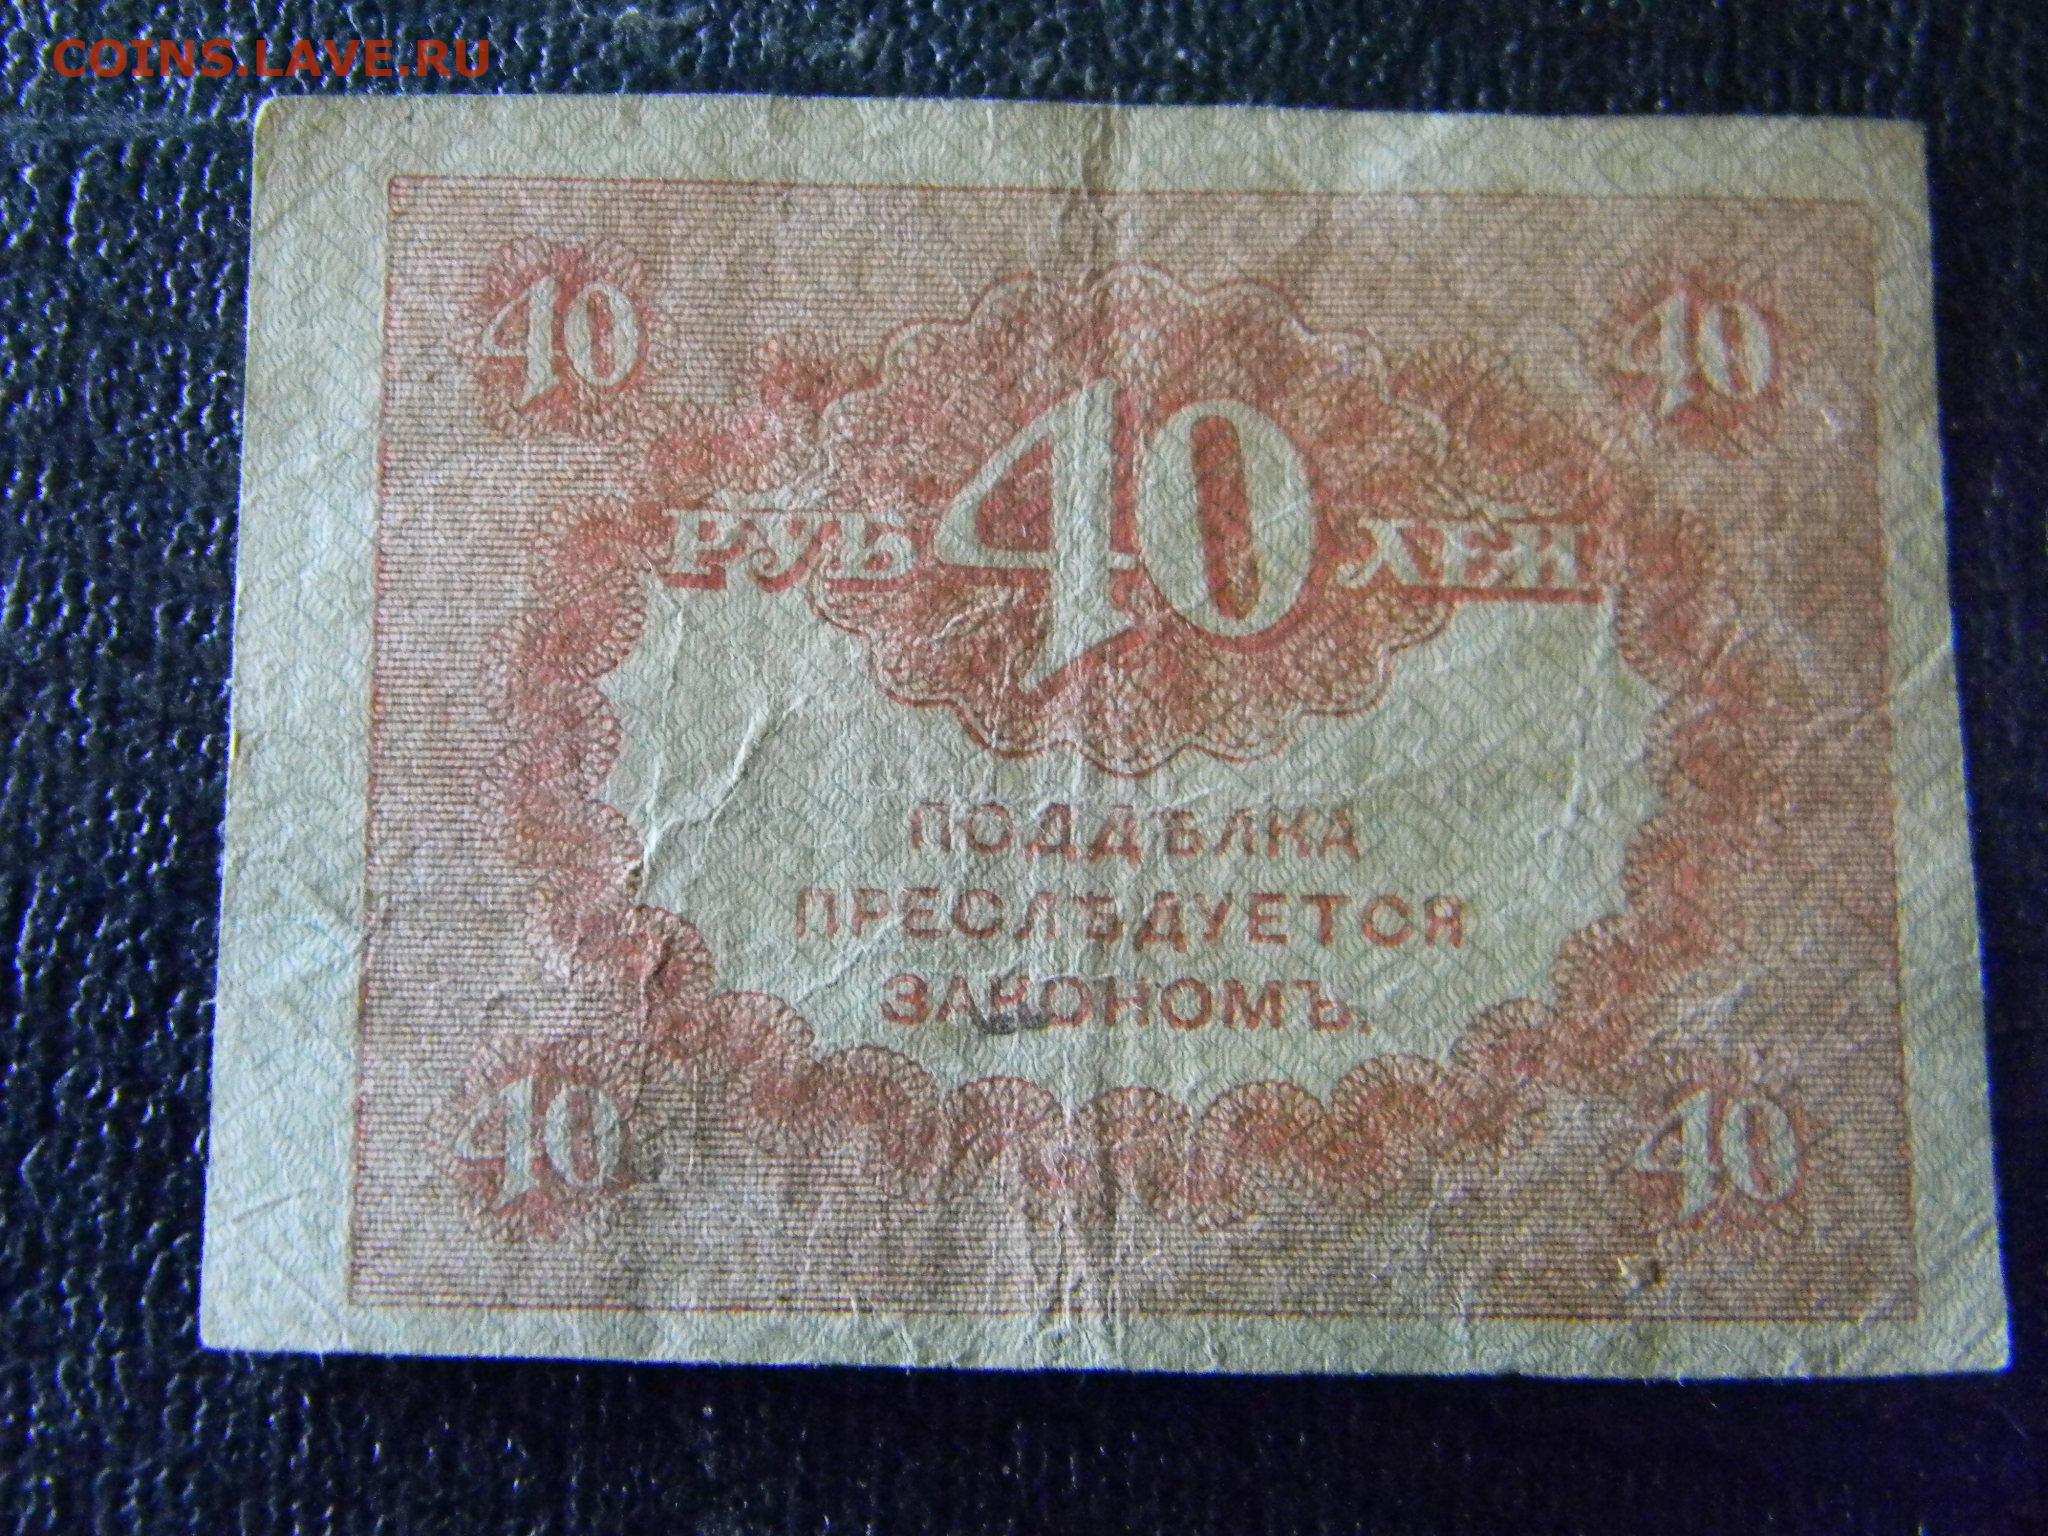 COINS.LAVE.RU
40 40
РУБ 40 ЛЕЙ
ПОДДѢЛКА
ПРЕСЛѢДУЕТСЯ
ЗАКОНОМЪ.
40 40